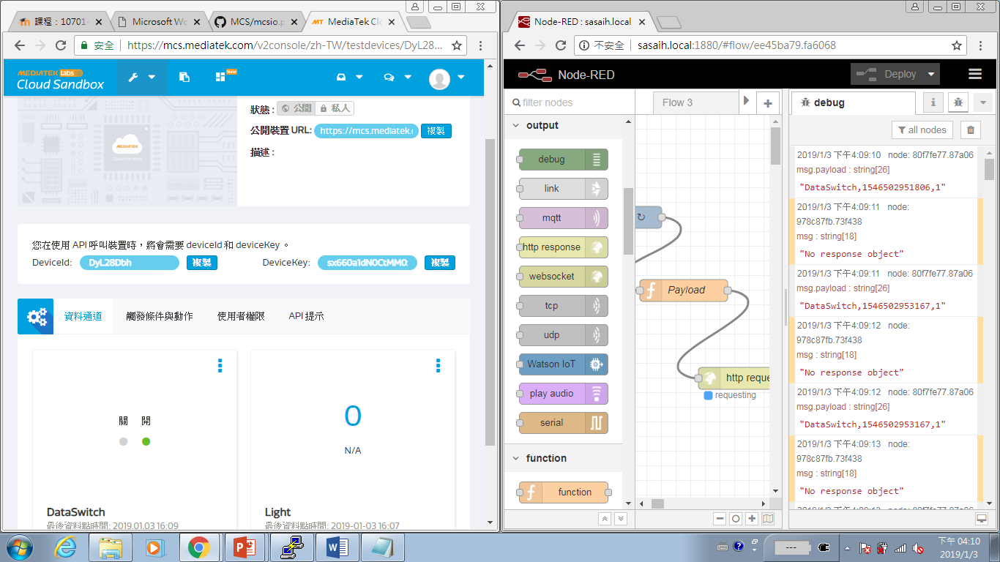 課程：10701-
Microsoft Wo
MCS/mcsio.p
MediaTek Clo
安全
https://mcs.mediatek.com/v2console/zh-TW/testdevices/DyL28...
MEDIATEK labs
Cloud Sandbox
New
MEDIATEK
Cloud Sandbox
狀態 :
公開
私人
公開裝置 URL:
https://mcs.mediatek.c
複製
描述 :
您在使用 API 呼叫裝置時，將會需要 deviceId 和 deviceKey 。
DeviceId:
DyL28Dbh
複製
DeviceKey:
sx660a1dN0CtMM0
複製
資料通道
觸發條件與動作
使用者權限
API 提示
關
開
DataSwitch
最後資料點時間: 2019.01.03 16:09
0
N/A
Light
最後資料點時間: 2019-01-03 16:07
Node-RED : sasaih.local
不安全
sasaih.local:1880/#flow/ee45ba79.fa6068
Node-RED
Deploy
filter nodes
output
debug
link
mqtt
http response
websocket
tcp
udp
Watson IoT
play audio
serial
function
function
Flow 3
Payload
http reque
requesting
debug
all nodes
2019/1/3 下午4:09:10 node: 80f7fe77.87a06
msg.payload : string[26]
"DataSwitch,1546502951806,1"
2019/1/3 下午4:09:11 node:
978c87fb.73f438
msg : string[18]
"No response object"
2019/1/3 下午4:09:11 node: 80f7fe77.87a06
msg.payload : string[26]
"DataSwitch,1546502953167,1"
2019/1/3 下午4:09:12 node:
978c87fb.73f438
msg : string[18]
"No response object"
2019/1/3 下午4:09:12 node: 80f7fe77.87a06
msg.payload : string[26]
"DataSwitch,1546502953167,1"
2019/1/3 下午4:09:13 node:
978c87fb.73f438
msg : string[18]
"No response object"
下午 04:10
2019/1/3